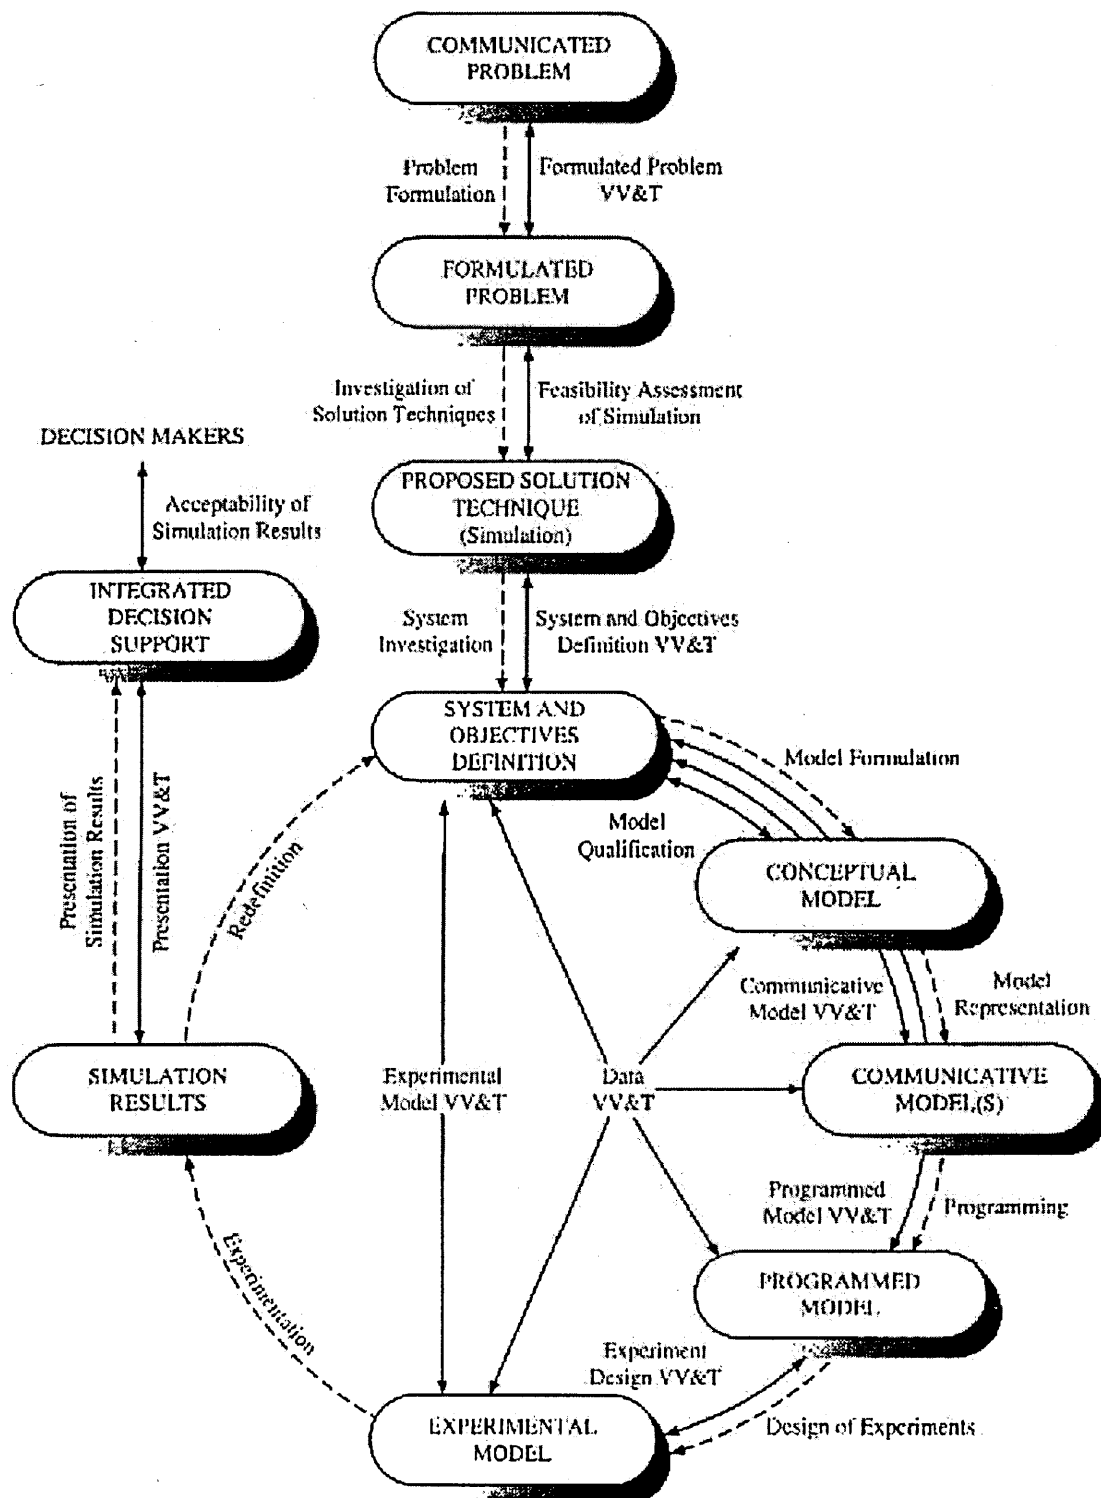 COMMUNICATED
PROBLEM
Problem
Formulation
Formulated Problem
VV&T
FORMULATED
PROBLEM
Investigation of
Solution Techniques
Feasibility Assessment
of Simulation
DECISION MAKERS
Acceptability of
Simulation Results
PROPOSED SOLUTION
TECHNIQUE
(Simulation)
INTEGRATED
DECISION
SUPPORT
System
Investigation
System and Objectives
Definition VV&T
SYSTEM AND
OBJECTIVES
DEFINITION
Model Formulation
Model
Qualification
Presentation of
Simulation Results
Presentation VV&T
Redefinition
CONCEPTUAL
MODEL
Communicative
Model VV&T
Model
Representation
SIMULATION
RESULTS
Experimental
Model VV&T
Data
VV&T
COMMUNICATIVE
MODEL(S)
Programmed
Model VV&T
Programming
Experimentation
PROGRAMMED
MODEL
Experiment
Design VV&T
Design of Experiments
EXPERIMENTAL
MODEL